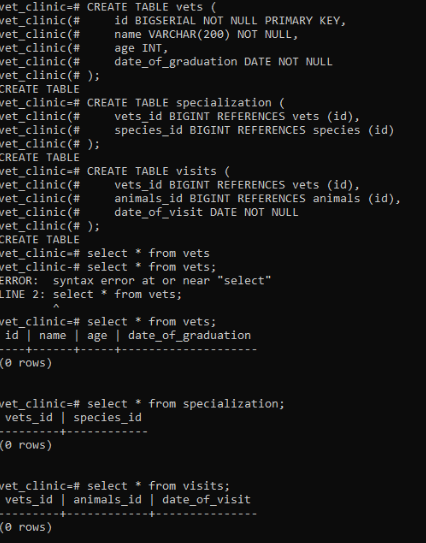 vet_clinic=# CREATE TABLE vets (
vet_clinic(#     id BIGSERIAL NOT NULL PRIMARY KEY,
vet_clinic(#     name VARCHAR(200) NOT NULL,
vet_clinic(#     age INT,
vet_clinic(#     date_of_graduation DATE NOT NULL
vet_clinic(# );
CREATE TABLE
vet_clinic=# CREATE TABLE specialization (
vet_clinic(#     vets_id BIGINT REFERENCES vets (id),
vet_clinic(#     species_id BIGINT REFERENCES species (id)
vet_clinic(# );
CREATE TABLE
vet_clinic=# CREATE TABLE visits (
vet_clinic(#     vets_id BIGINT REFERENCES vets (id),
vet_clinic(#     animals_id BIGINT REFERENCES animals (id),
vet_clinic(#     date_of_visit DATE NOT NULL
vet_clinic(# );
CREATE TABLE
vet_clinic=# select * from vets
vet_clinic-# select * from vets;
ERROR:  syntax error at or near "select"
LINE 2: select * from vets;
        ^
vet_clinic=# select * from vets;
 id | name | age | date_of_graduation
----+------+-----+--------------------
(0 rows)
vet_clinic=# select * from specialization;
 vets_id | species_id
---------+------------
(0 rows)
vet_clinic=# select * from visits;
 vets_id | animals_id | date_of_visit
---------+------------+---------------
(0 rows)